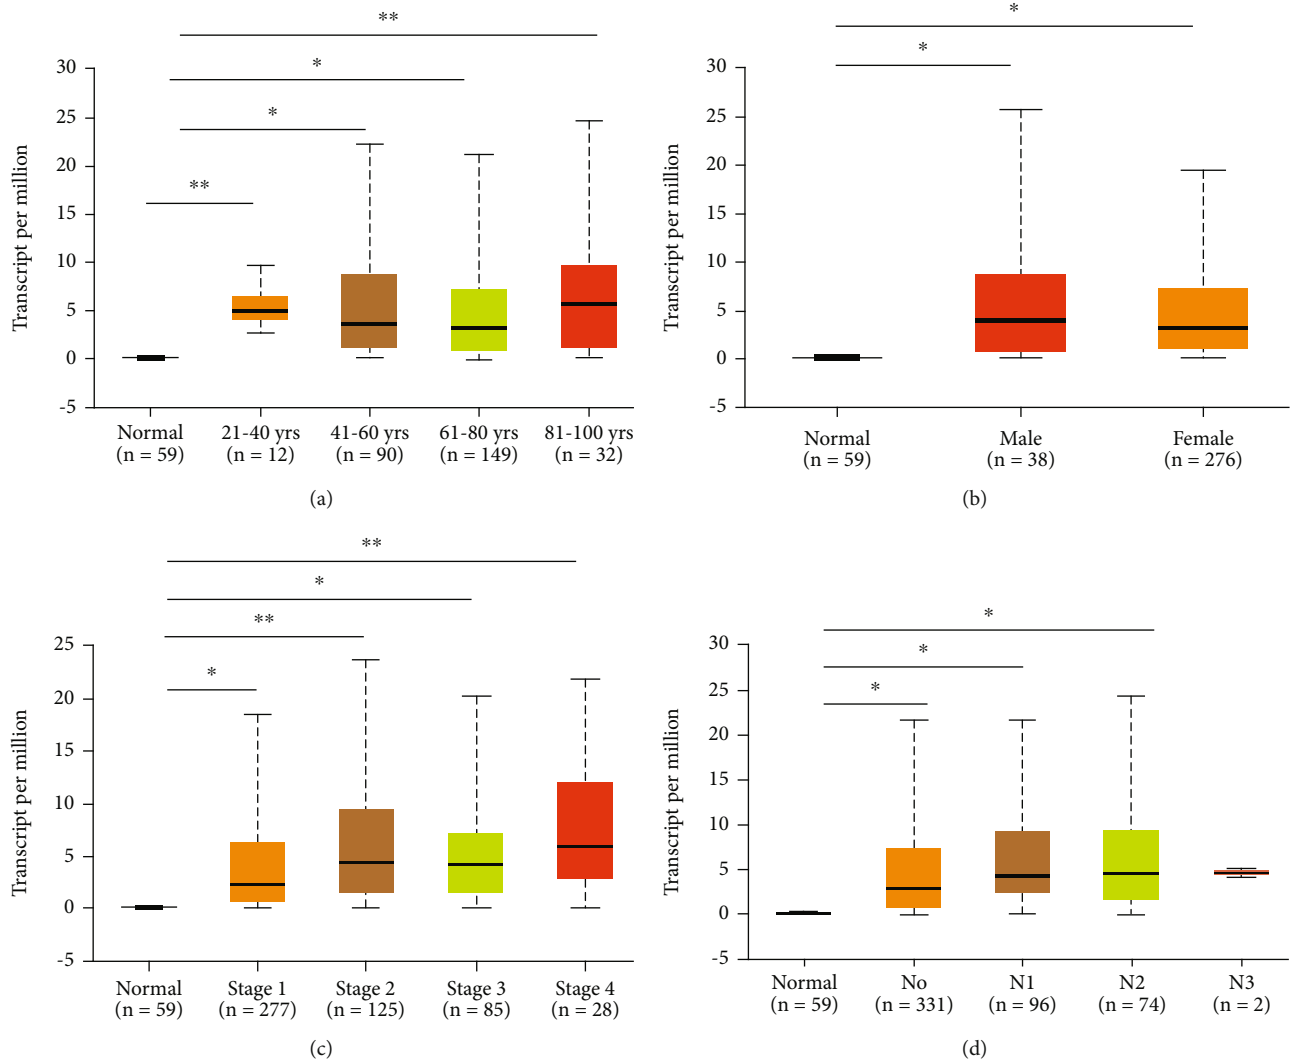 **
*
*
**
30
25
20
15
10
5
0
-5
Transcript per million
Normal
(n = 59)
21-40 yrs
(n = 12)
41-60 yrs
(n = 90)
61-80 yrs
(n = 149)
81-100 yrs
(n = 32)
(a)
*
*
30
25
20
15
10
5
0
-5
Transcript per million
Normal
(n = 59)
Male
(n = 38)
Female
(n = 276)
(b)
**
*
**
*
25
20
15
10
5
0
-5
Transcript per million
Normal
(n = 59)
Stage 1
(n = 277)
Stage 2
(n = 125)
Stage 3
(n = 85)
Stage 4
(n = 28)
(c)
*
*
*
30
25
20
15
10
5
0
-5
Transcript per million
Normal
(n = 59)
No
(n = 331)
N1
(n = 96)
N2
(n = 74)
N3
(n = 2)
(d)